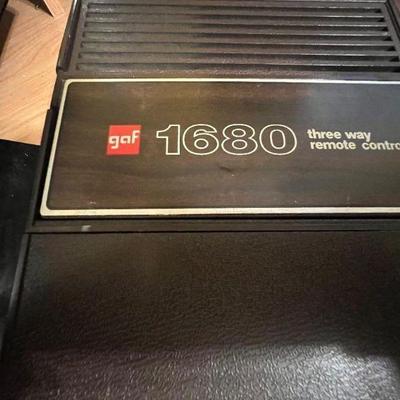 gaf 1680 three way
remote contro